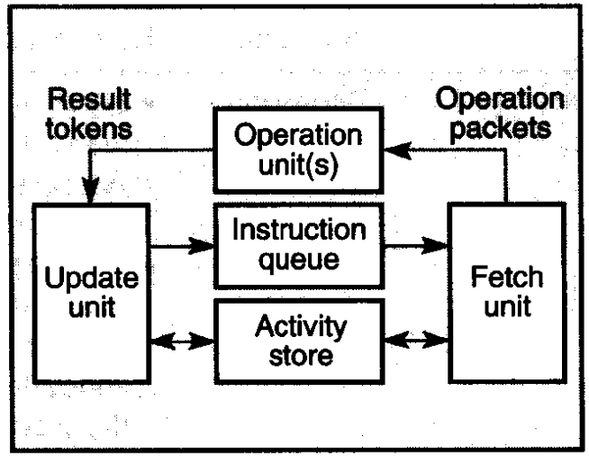 Result
tokens
Operation
packets
Operation
unit(s)
Instruction
queue
Update
unit
Fetch
unit
Activity
store